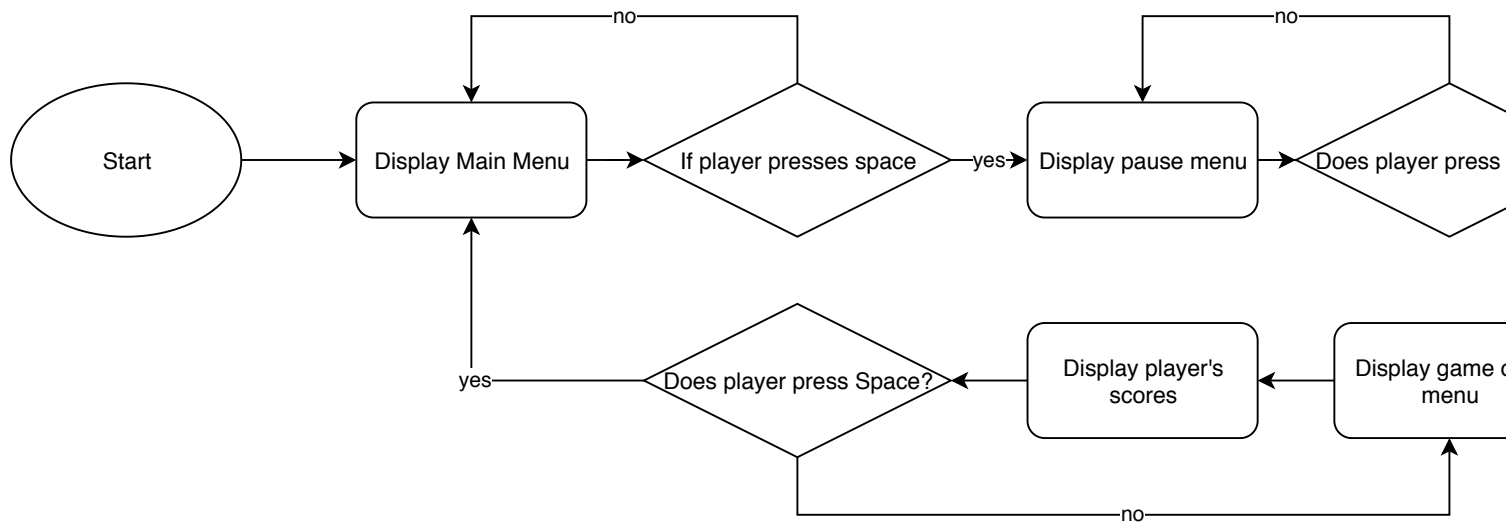 no
no
Start
Display Main Menu
If player presses space
yes
Display pause menu
Does player press
yes
Does player press Space?
Display player's
scores
Display game
menu
no